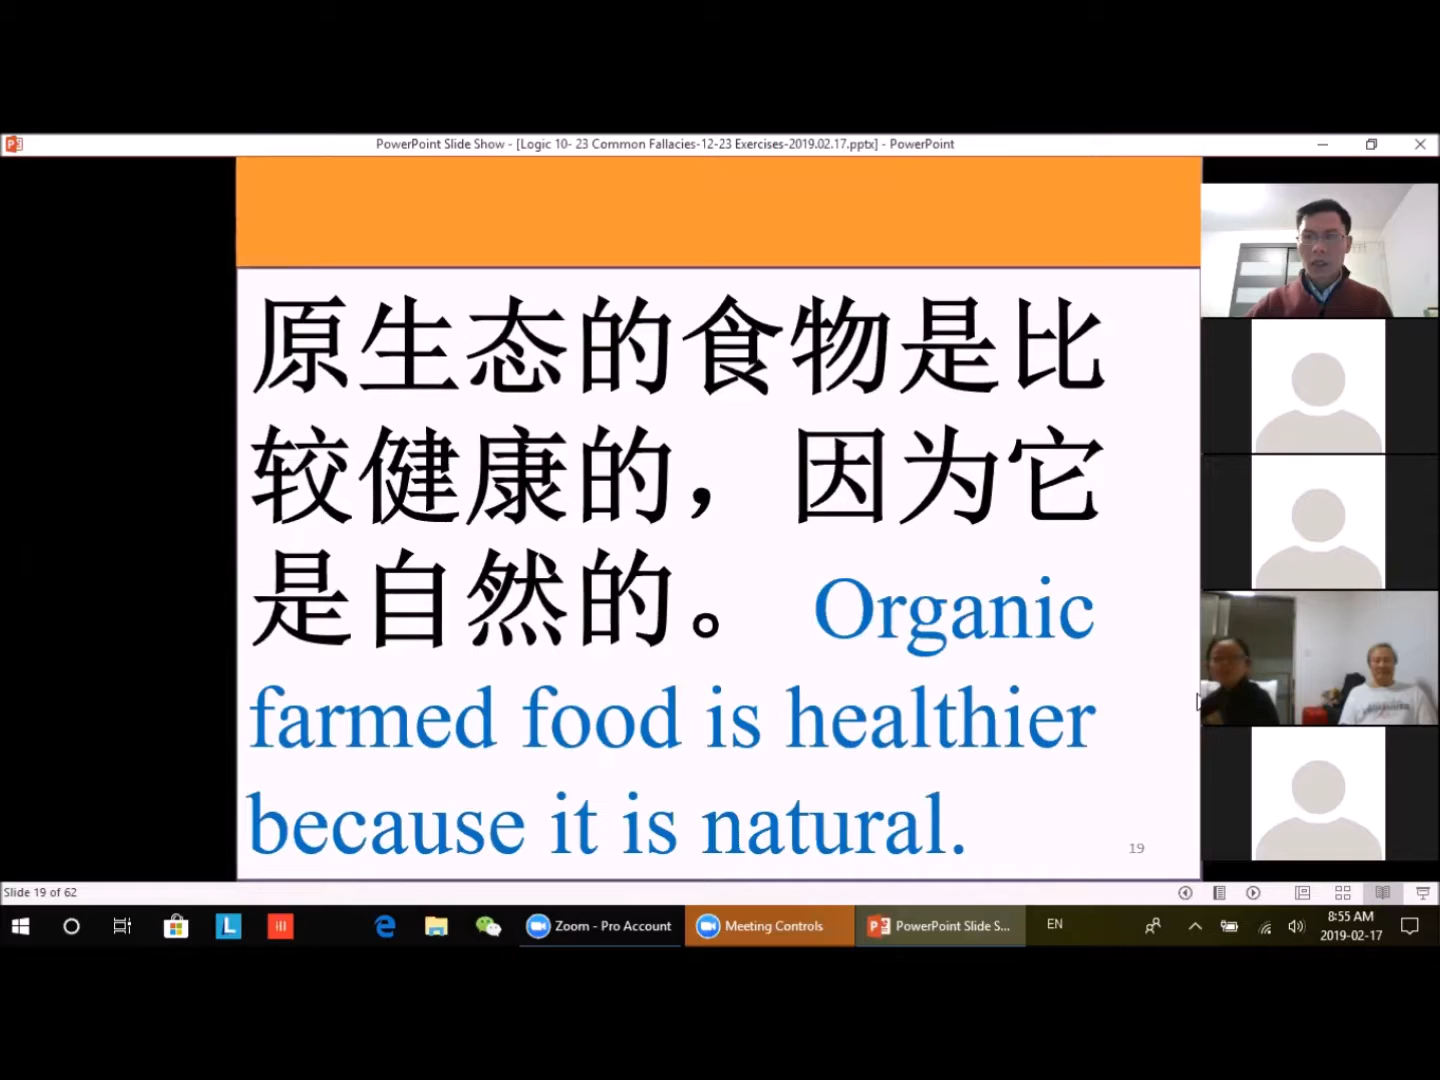 PowerPoint Slide Show - [Logic 10- 23 Common Fallacies-12-23 Exercises-2019.02.17.pptx] - PowerPoint
原生态的食物是比
较健康的，因为它
是自然的。 Organic
farmed food is healthier
because it is natural.
19
Slide 19 of 62
Zoom - Pro Account
Meeting Controls
PowerPoint Slide S...
EN
8:55 AM
2019-02-17